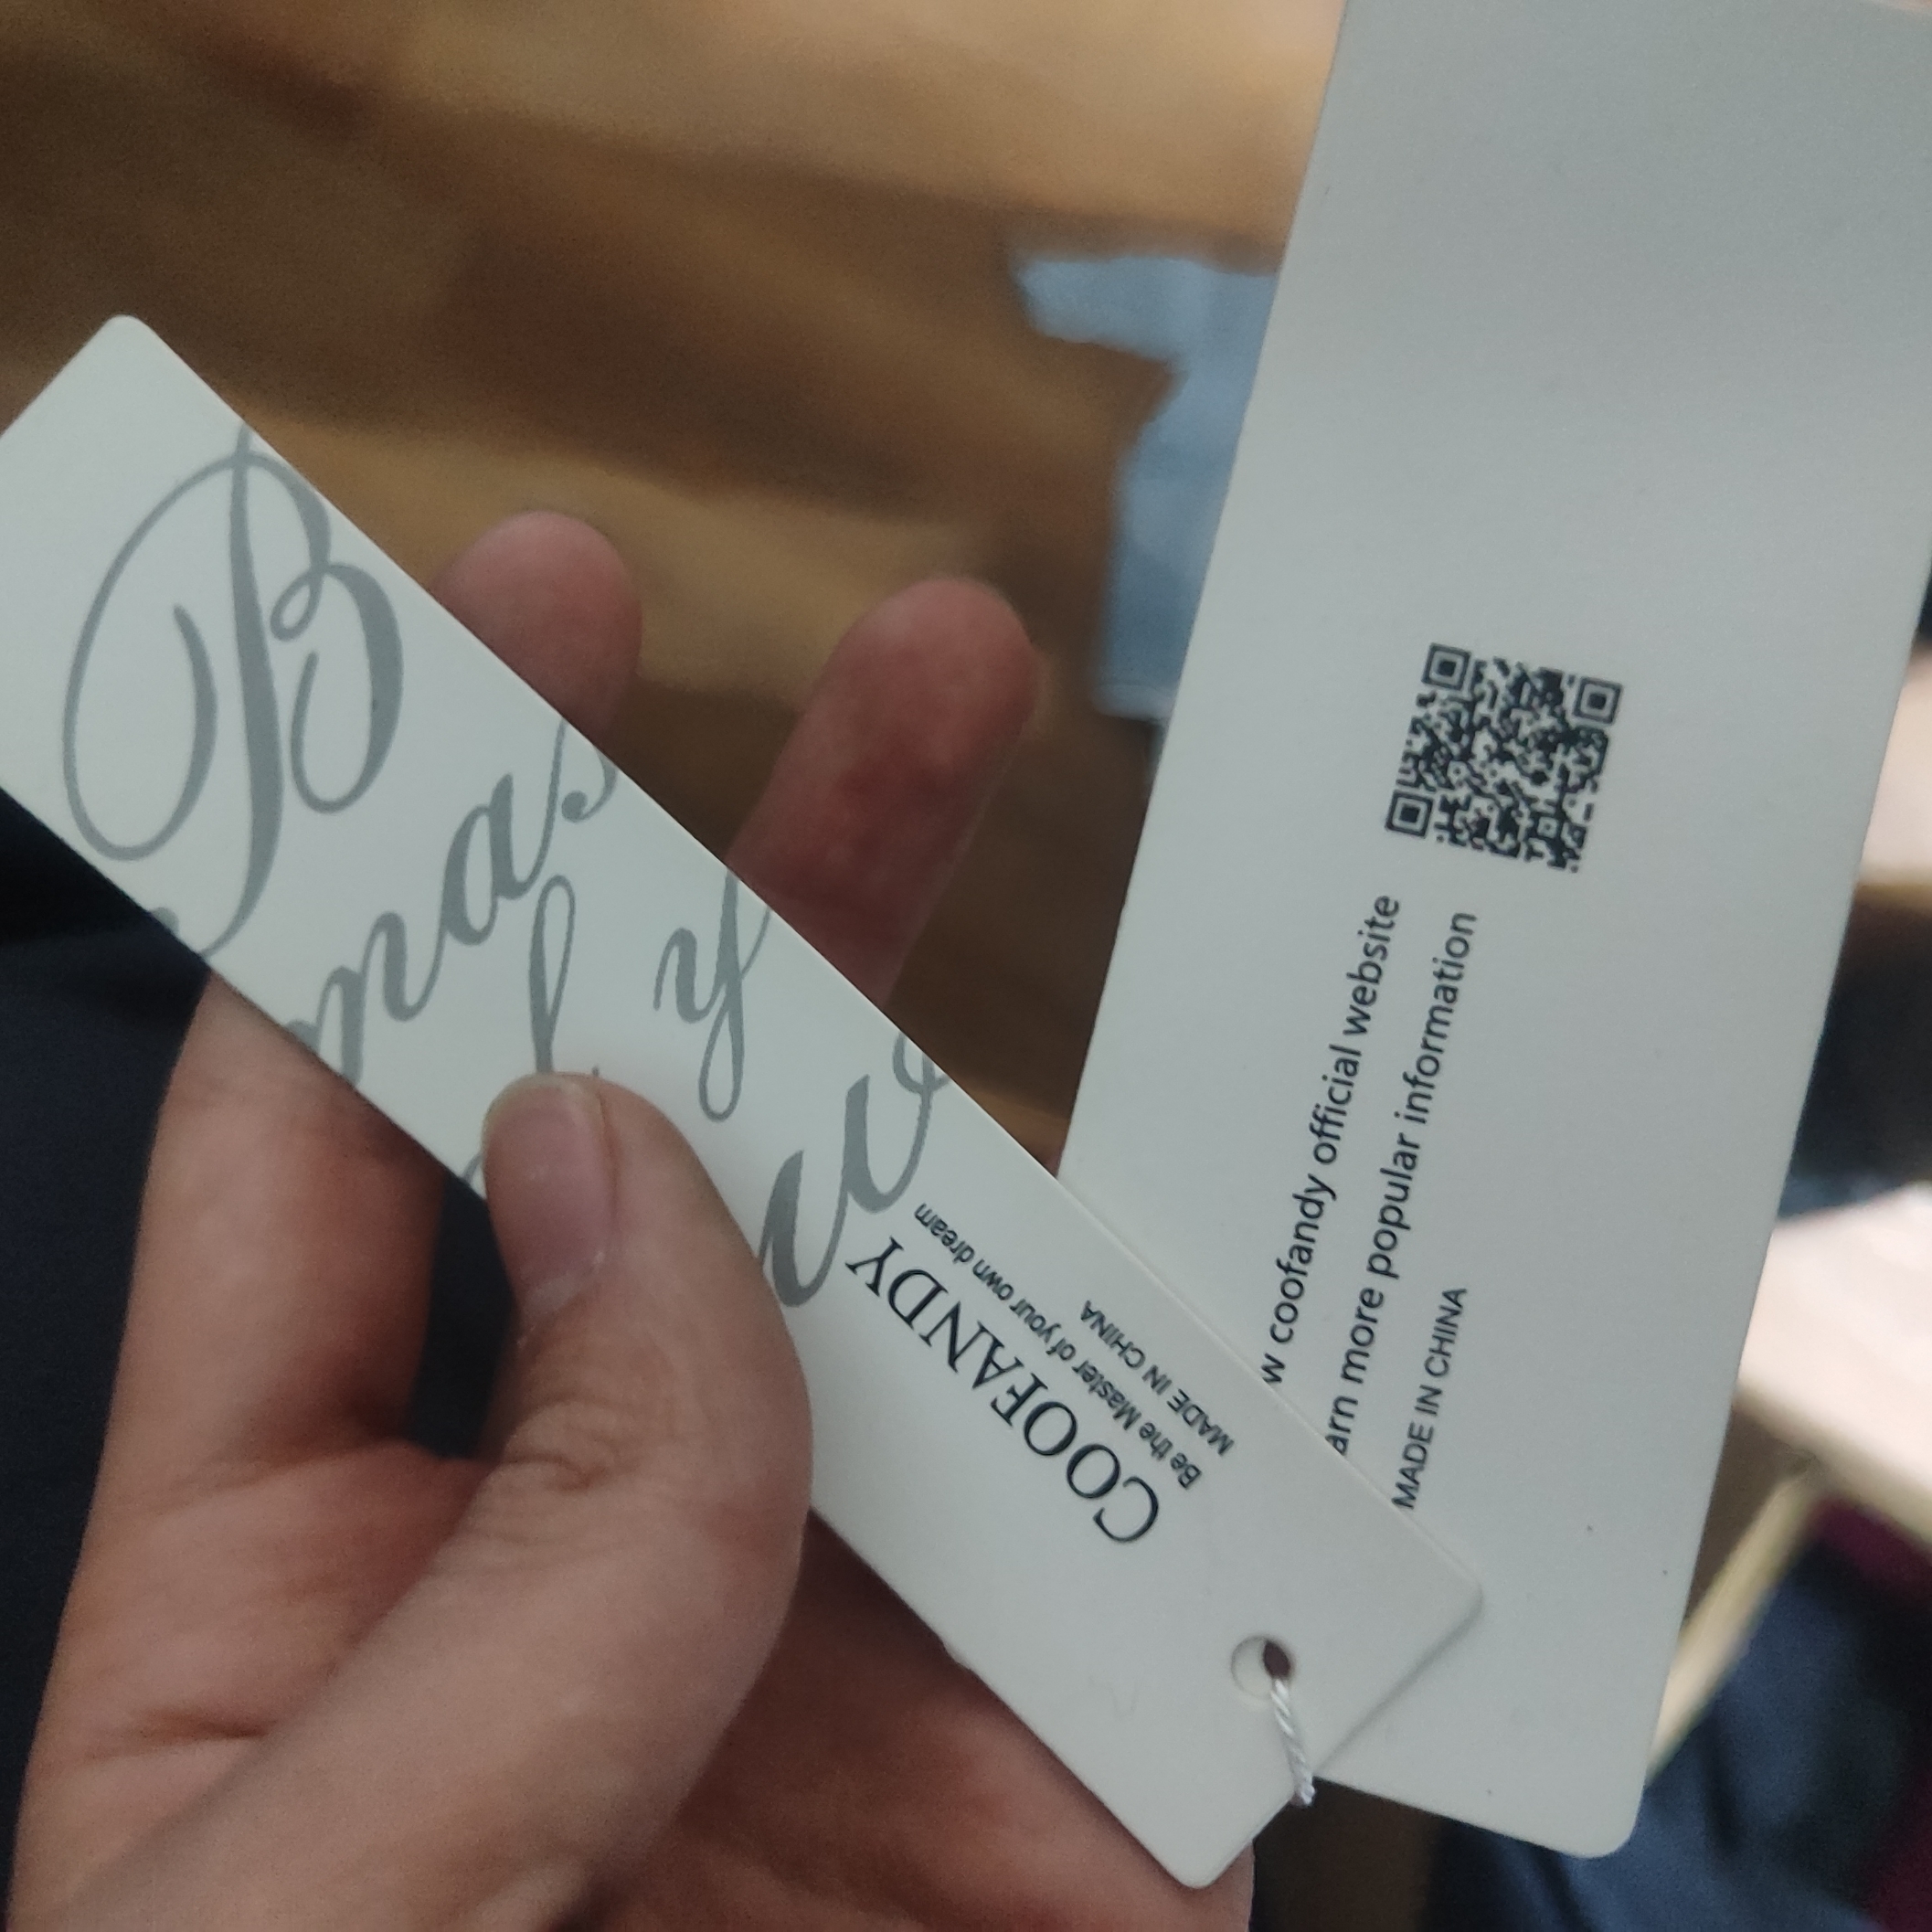 B
mas
f y
w
COOFANDY
Be the Master of your own dream
MADE IN CHINA
w coofandy official website
arn more popular information
MADE IN CHINA